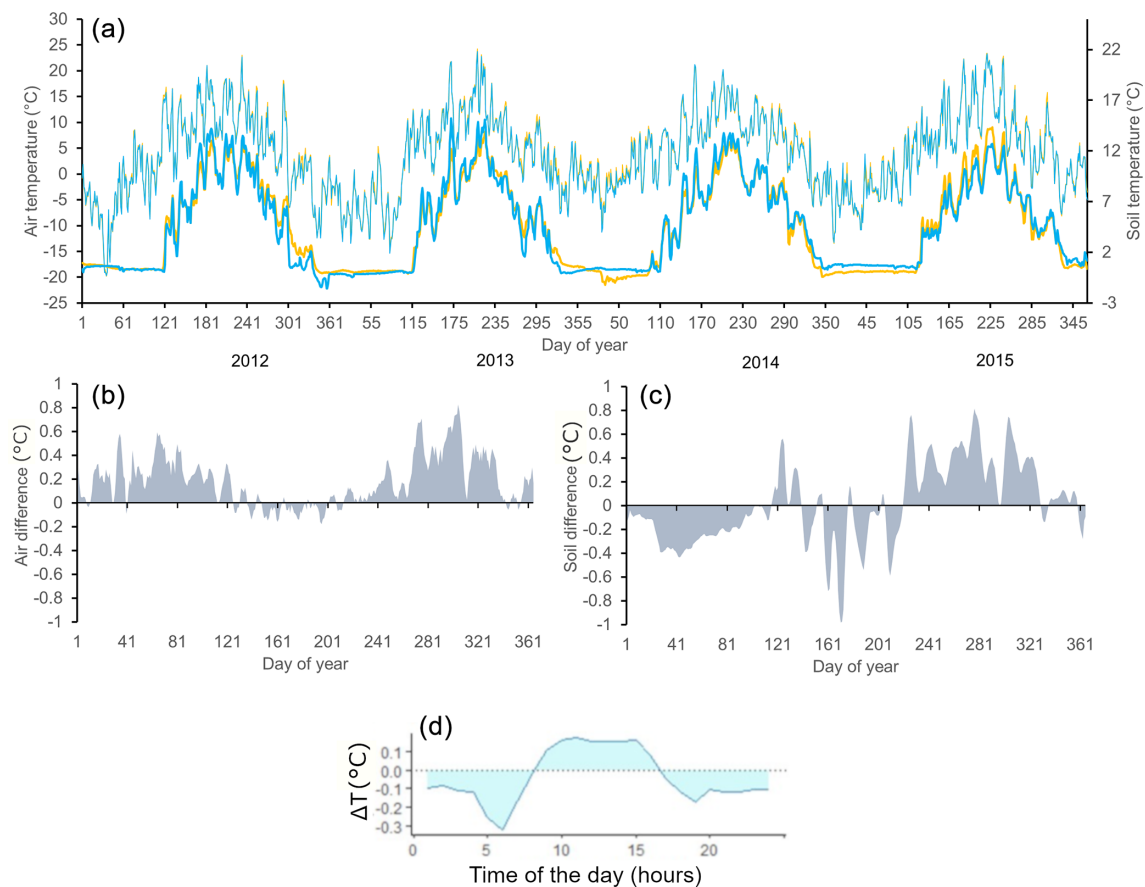 (a)
Air temperature (°C)
30
25
20
15
10
5
0
-5
-10
-15
-20
-25
22
17
12
7
2
-3
Soil temperature (°C)
1 61 121 181 241 301 361 55 115 175 235 295 355 50 110 170 230 290 350 45 105 165 225 285 345
Day of year
2012 2013 2014 2015
(b)
Air difference (°C)
1
0.8
0.6
0.4
0.2
0
-0.2
-0.4
-0.6
-0.8
-1
1 41 81 121 161 201 241 281 321 361
Day of year
(c)
Soil difference (°C)
1
0.8
0.6
0.4
0.2
0
-0.2
-0.4
-0.6
-0.8
-1
1 41 81 121 161 201 241 281 321 361
Day of year
(d)
ΔT (°C)
0.1
0.0
-0.1
-0.2
-0.3
0 5 10 15 20
Time of the day (hours)